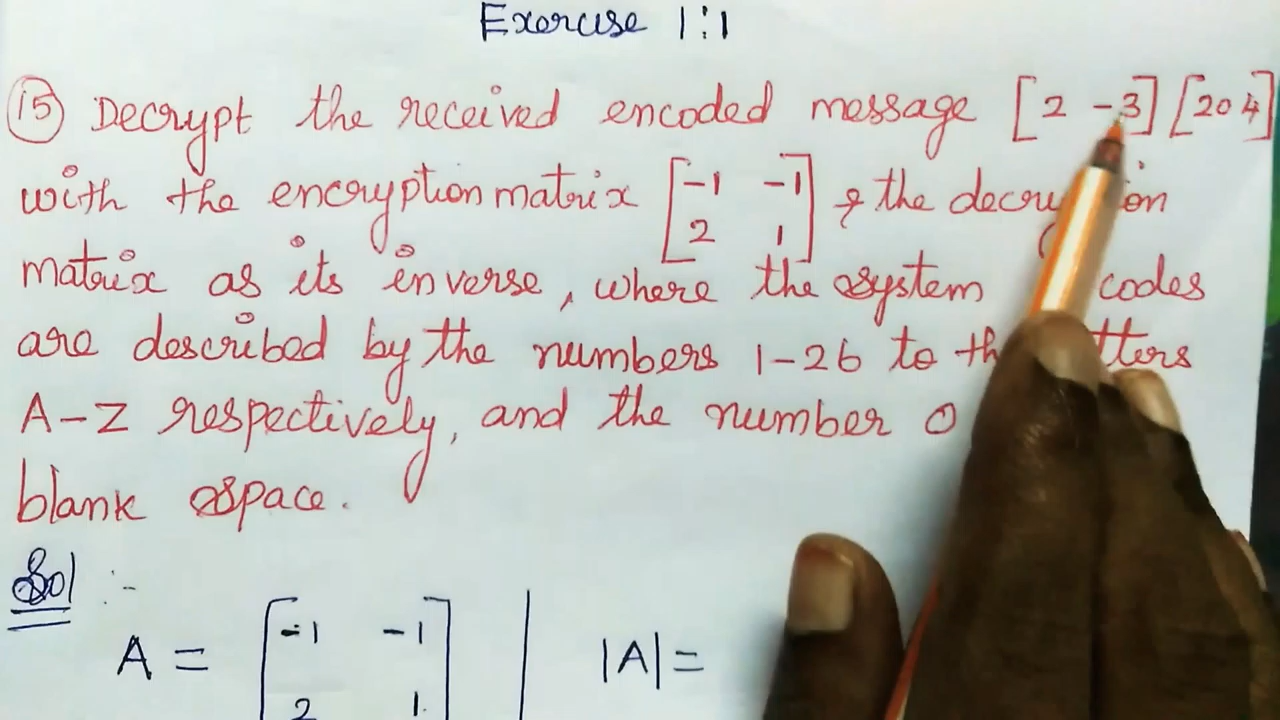 Exercise 1:1
15 Decrypt the received encoded message [2 -3] [20 4]
with the encryption matrix [-1 -1 & the
2 1]
matrix as its inverse, where the system codes
are described by the numbers 1-26 to
A-Z respectively, and the number 0
blank space.
Sol :-
A = [-1 -1 |A| =
2 1